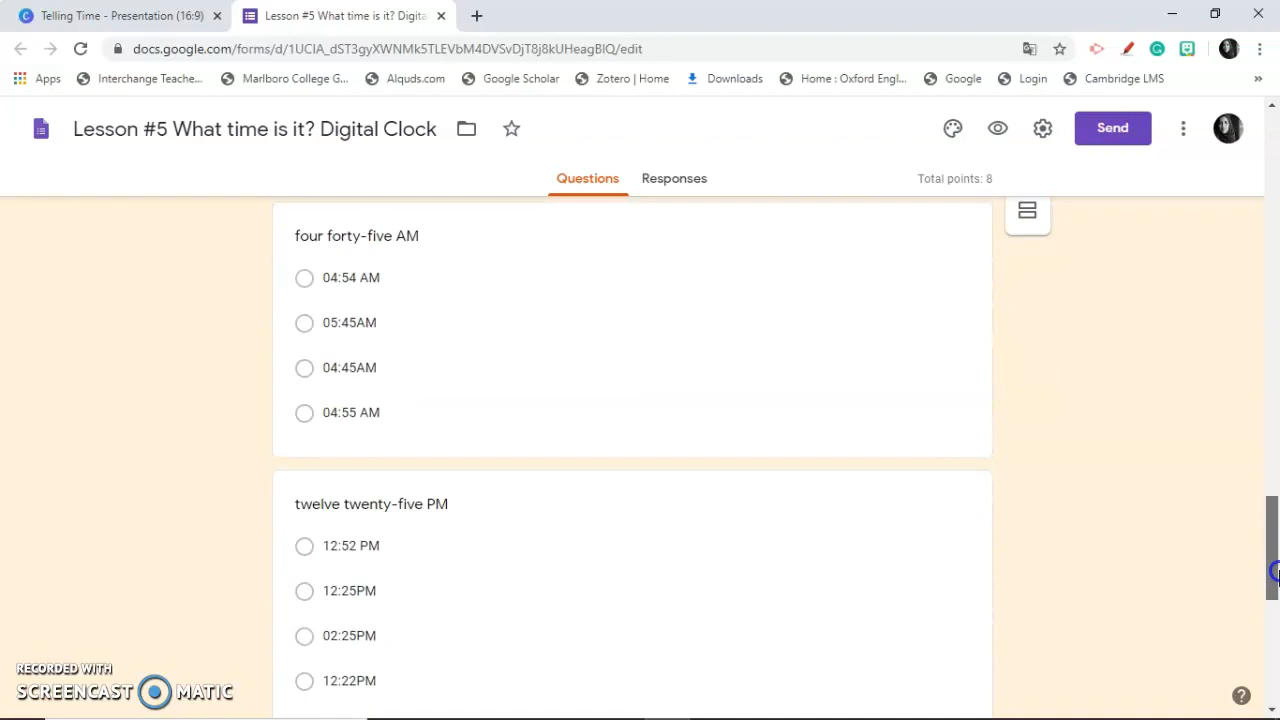 Telling Time - Presentation (16:9)
Lesson #5 What time is it? Digita
docs.google.com/forms/d/1UCIA_dST3gyXWNMk5TLEVbM4DVSvDjT8j8kUHeagBIQ/edit
Apps
Interchange Teache...
Marlboro College G...
Alquds.com
Google Scholar
Zotero | Home
Downloads
Home : Oxford Engl...
Google
Login
Cambridge LMS
Lesson #5 What time is it? Digital Clock
Send
Questions
Responses
Total points: 8
four forty-five AM
04:54 AM
05:45AM
04:45AM
04:55 AM
twelve twenty-five PM
12:52 PM
12:25PM
02:25PM
12:22PM
RECORDED WITH
SCREENCAST MATIC